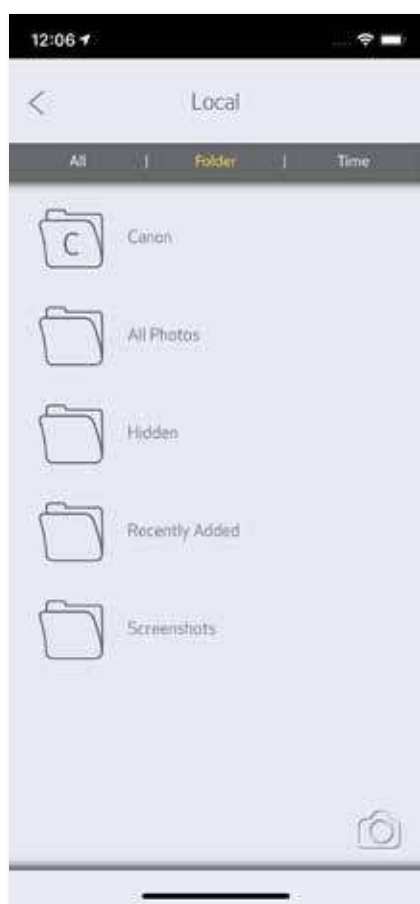 12:06
Local
All | Folder | Time
C
Canon
All Photos
Hidden
Recently Added
Screenshots